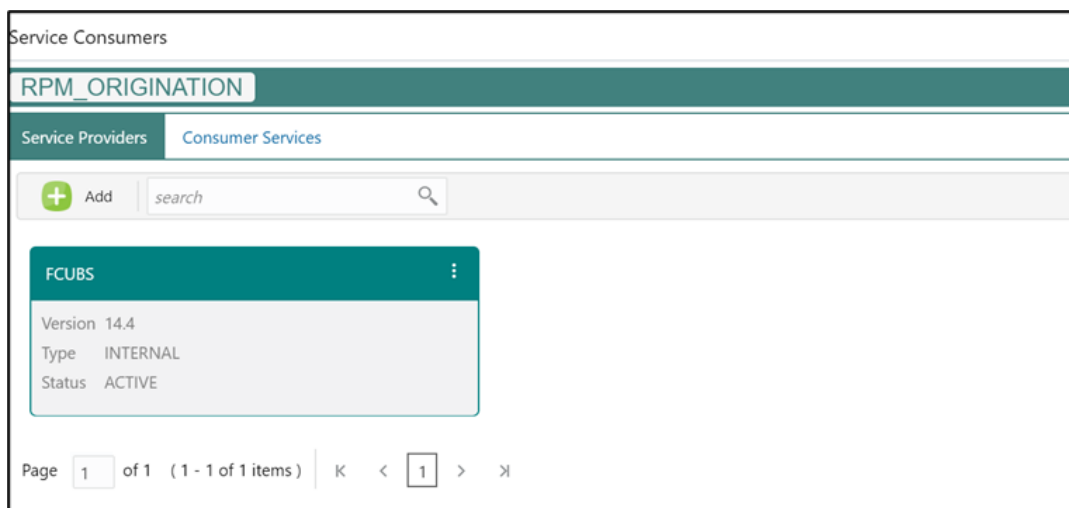 Service Consumers
RPM_ORIGINATION
Service Providers Consumer Services
Add search
FCUBS
Version 14.4
Type INTERNAL
Status ACTIVE
Page 1 of 1 ( 1 - 1 of 1 items ) 1